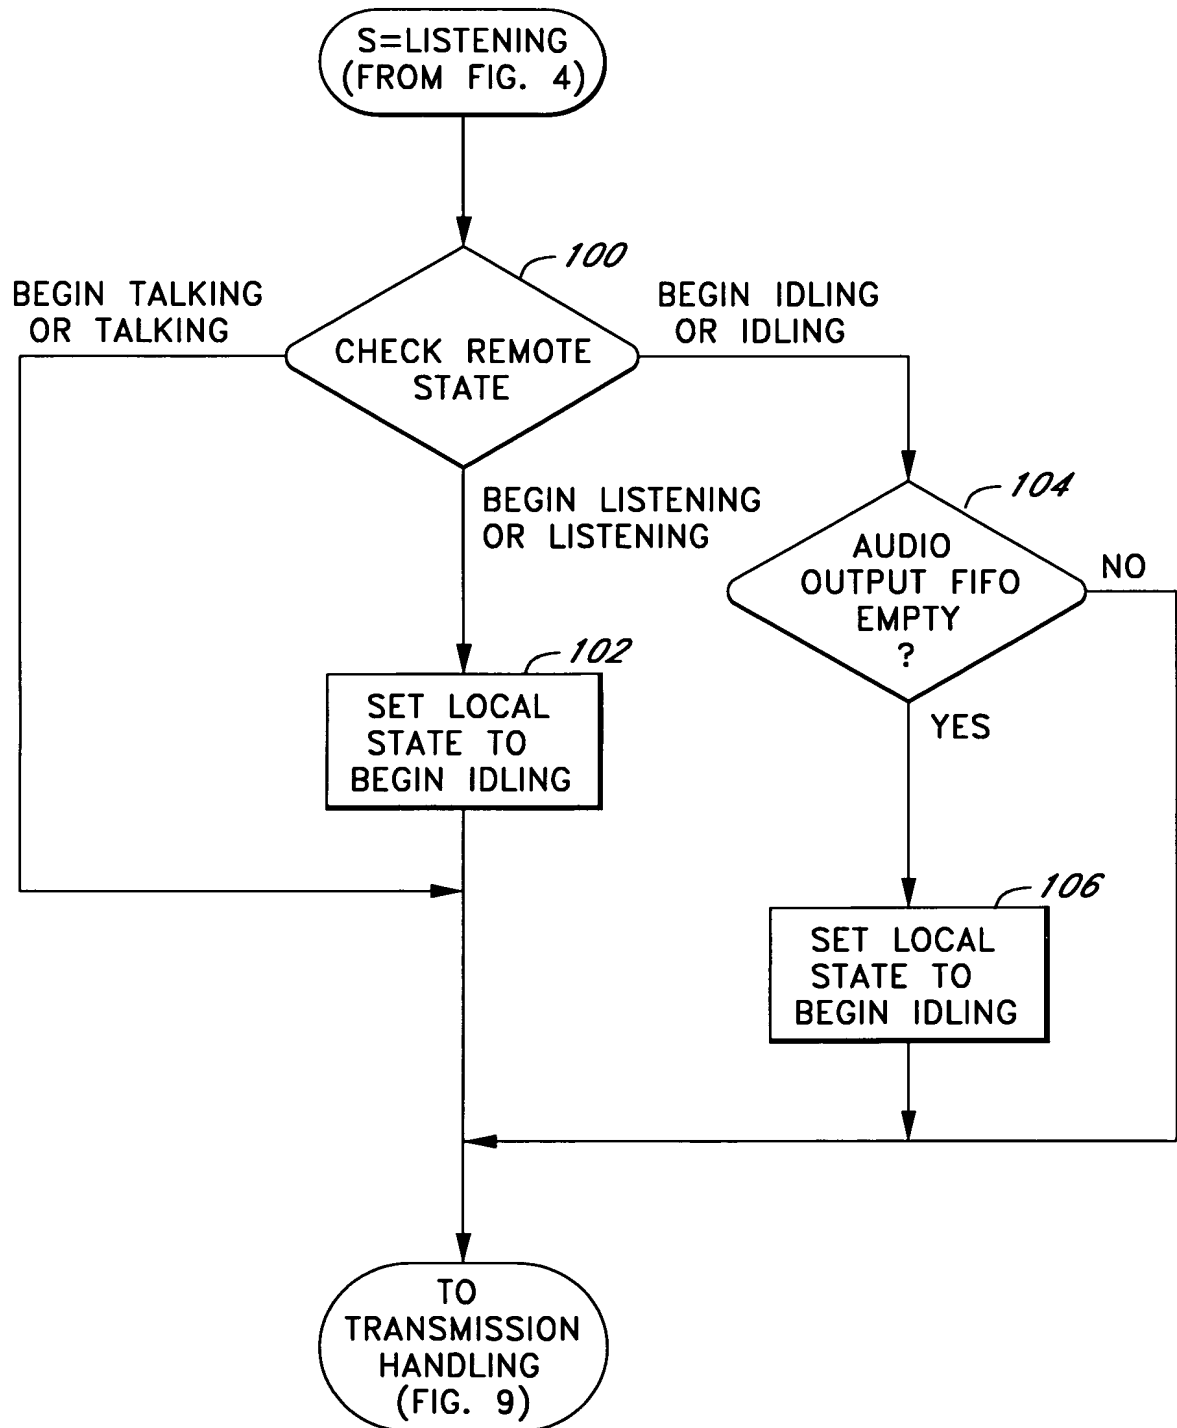 S=LISTENING
(FROM FIG. 4)
100
BEGIN TALKING
OR TALKING
BEGIN IDLING
OR IDLING
CHECK REMOTE
STATE
BEGIN LISTENING
OR LISTENING
104
AUDIO
OUTPUT FIFO
EMPTY
?
NO
YES
102
SET LOCAL
STATE TO
BEGIN IDLING
106
SET LOCAL
STATE TO
BEGIN IDLING
TO
TRANSMISSION
HANDLING
(FIG. 9)